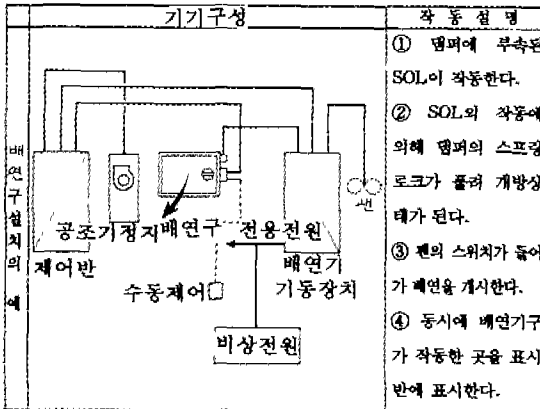 기기구성
작동설명
배연구설치의 예
공조기정지
배연구
전용전원
팬
제어반
배연기
기동장치
수동제어
비상전원
① 댐퍼에 부속된
SOL이 작동한다.
② SOL의 작동에
의해 댐퍼의 스프링
로크가 풀려 개방상
태가 된다.
③ 팬의 스위치가 들어
가 배연을 개시한다.
④ 동시에 배연기구
가 작동한 곳을 표시
반에 표시한다.